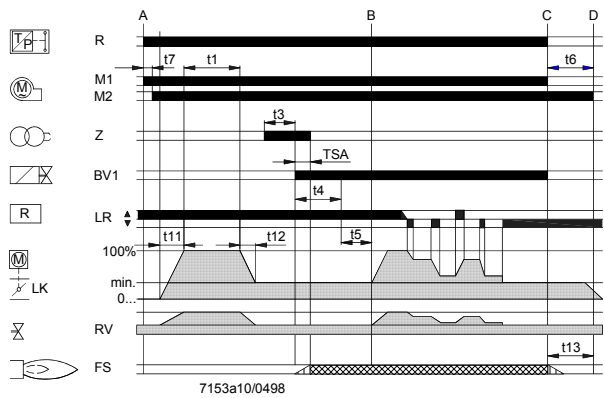 A B C D
T P R
t7 t1 t6
M M1
~ M2
t3
Z
TSA
BV1
t4
R LR
t5
t11 t12
100%
M
min.
LK
0...
RV
t13
FS
7153a10/0498